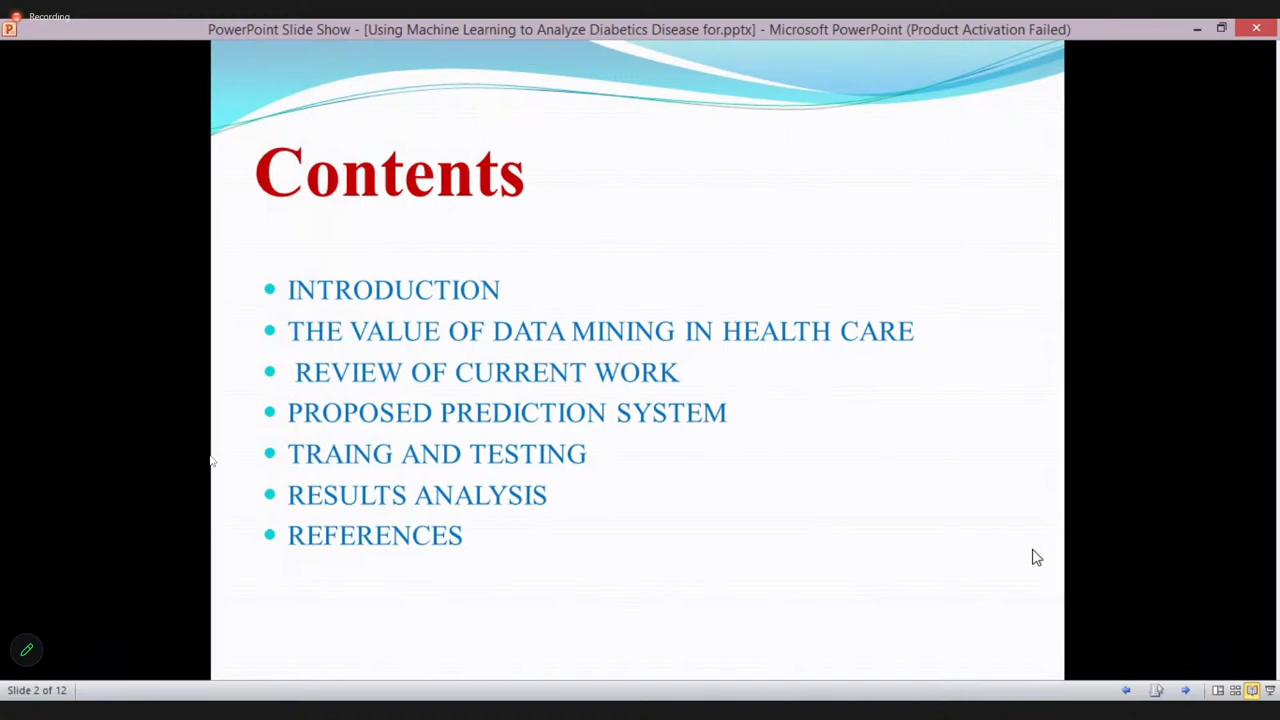 Recording
PowerPoint Slide Show - [Using Machine Learning to Analyze Diabetics Disease for.pptx] - Microsoft PowerPoint (Product Activation Failed)
Contents
INTRODUCTION
THE VALUE OF DATA MINING IN HEALTH CARE
REVIEW OF CURRENT WORK
PROPOSED PREDICTION SYSTEM
TRAING AND TESTING
RESULTS ANALYSIS
REFERENCES
Slide 2 of 12